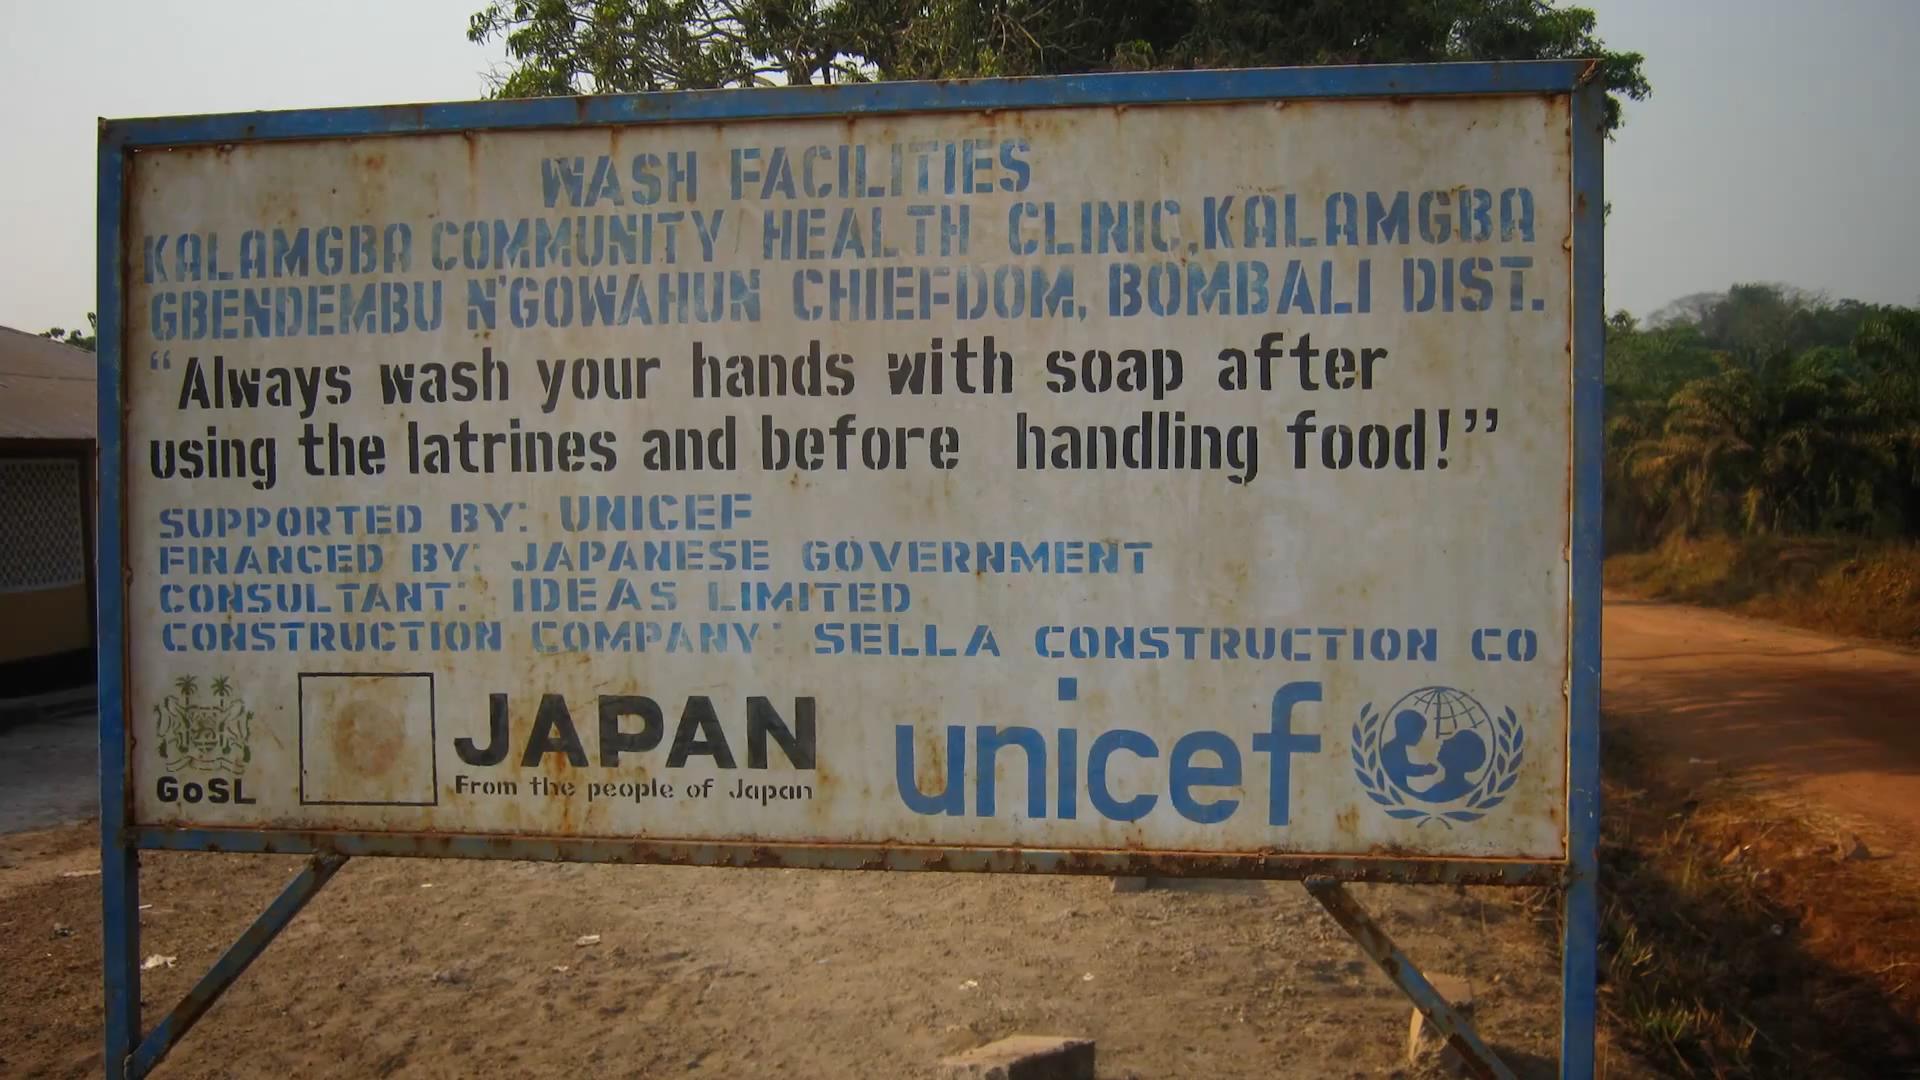 WASH FACILITIES
KALAMGBA COMMUNITY HEALTH CLINIC, KALAMGBA
GBENDEMBU N'GOWAHUN CHIEFDOM, BOMBALI DIST.
“Always wash your hands with soap after
using the latrines and before handling food!”
SUPPORTED BY: UNICEF
FINANCED BY: JAPANESE GOVERNMENT
CONSULTANT: IDEAS LIMITED
CONSTRUCTION COMPANY: SELLA CONSTRUCTION CO
GoSL
JAPAN
From the people of Japan
unicef